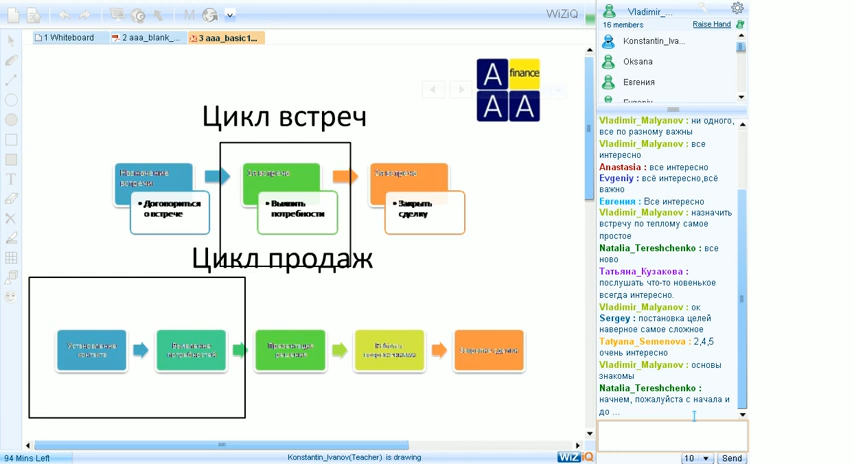 WiZiQ
Vladimir_...
16 members
Raise Hand
1 Whiteboard
2 aaa_blank_...
3 aaa_basic1...
Konstantin_Iva...
Oksana
Евгения
Evgeniy
A finance
A A
Цикл встреч
Назначение
встречи
• Договориться
о встрече
• Выявить
потребности
• Закрыть
сделку
Цикл продаж
Установление
контакта
Vladimir_Malyanov : ни одного,
все по разному важны
Vladimir_Malyanov : все
интересно
Anastasia : все интересно
Evgeniy : всё интересно,всё
важно
Евгения : Все интересно
Vladimir_Malyanov : назначить
встречу по теплому самое
простое
Natalia_Tereshchenko : все
ново
Татьяна_Кузакова :
послушать что-то новенькое
всегда интересно.
Vladimir_Malyanov : ок
Sergey : постановка целей
наверное самое сложное
Tatyana_Semenova : 2,4,5
очень интересно
Vladimir_Malyanov : основы
знакомы
Natalia_Tereshchenko :
начнем, пожалуйста с начала и
до ...
94 Mins Left
Konstantin_Ivanov(Teacher) is drawing
WiZiQ
10
Send